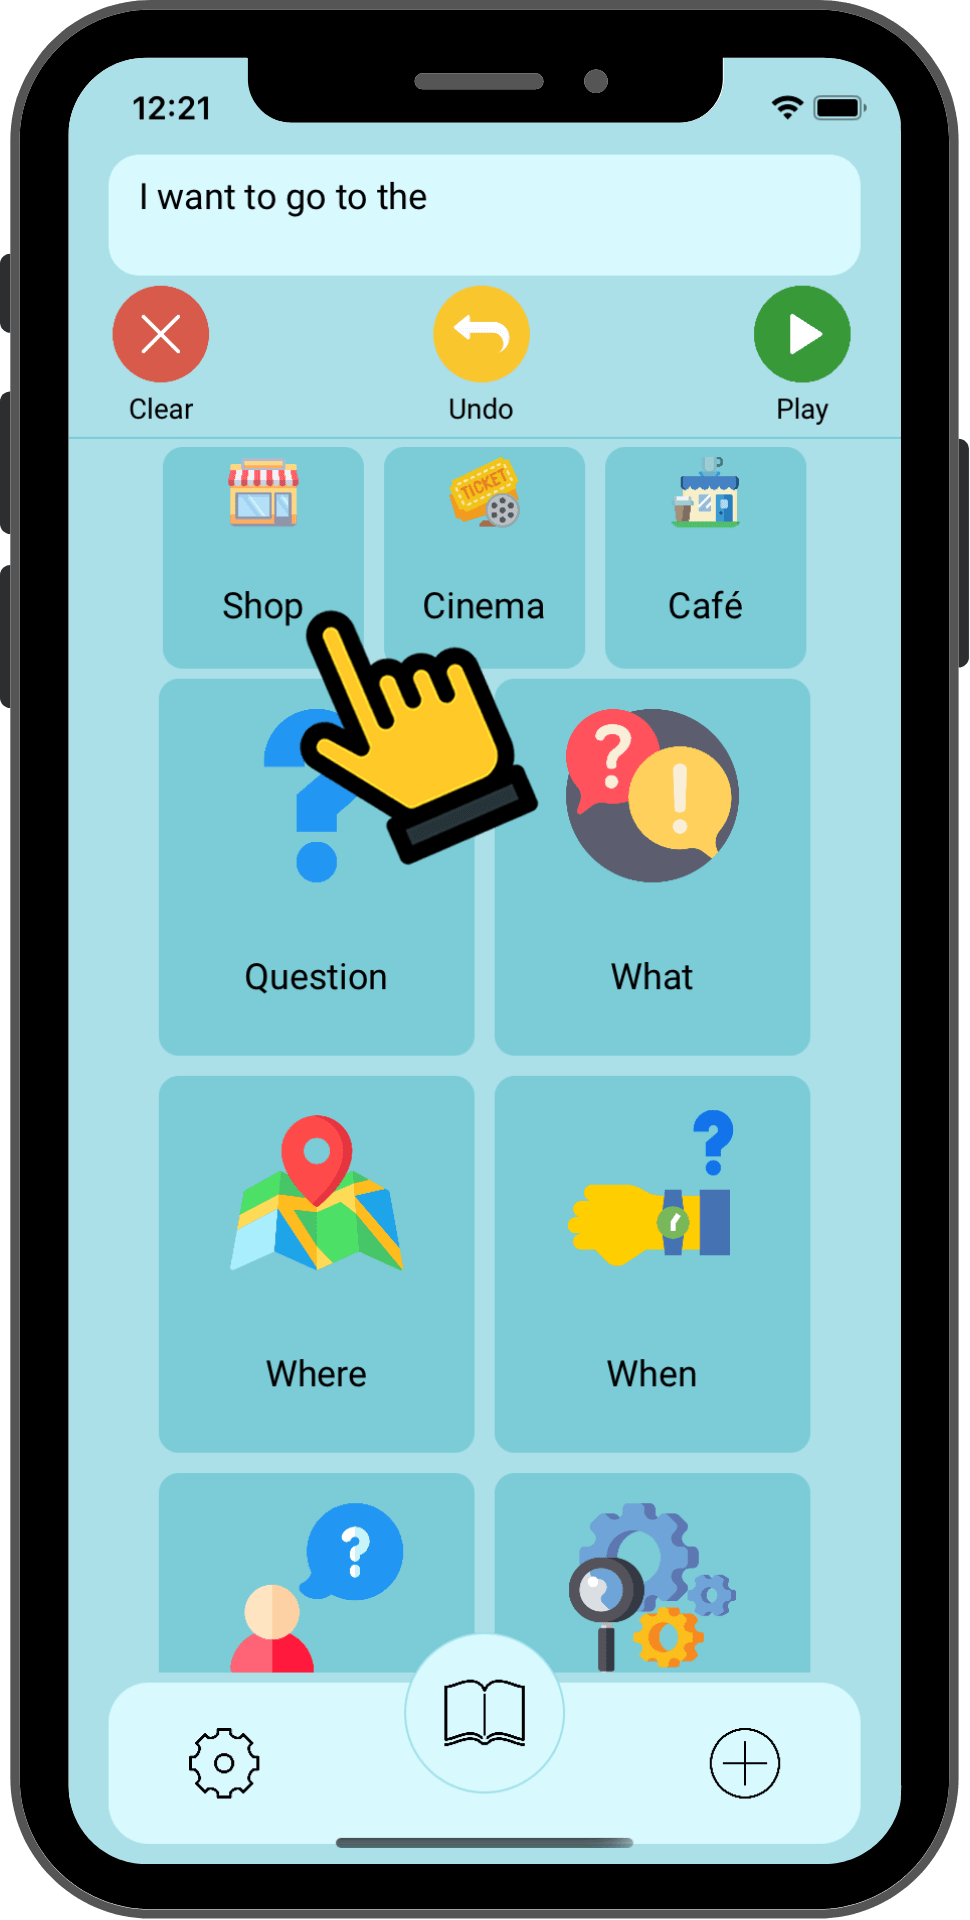 12:21
I want to go to the
Clear
Undo
Play
TICKET
Shop
Cinema
Café
Question
What
Where
When